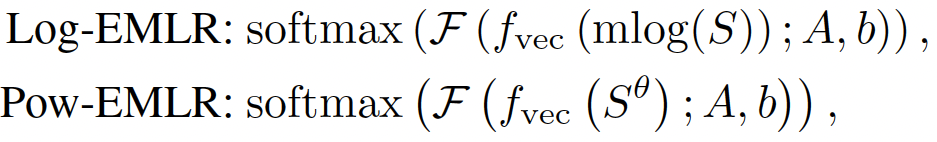 Log-EMLR: softmax (ℱ (f_vec (mlog(S)) ; A, b)) ,
Pow-EMLR: softmax (ℱ (f_vec (S^θ) ; A, b)) ,